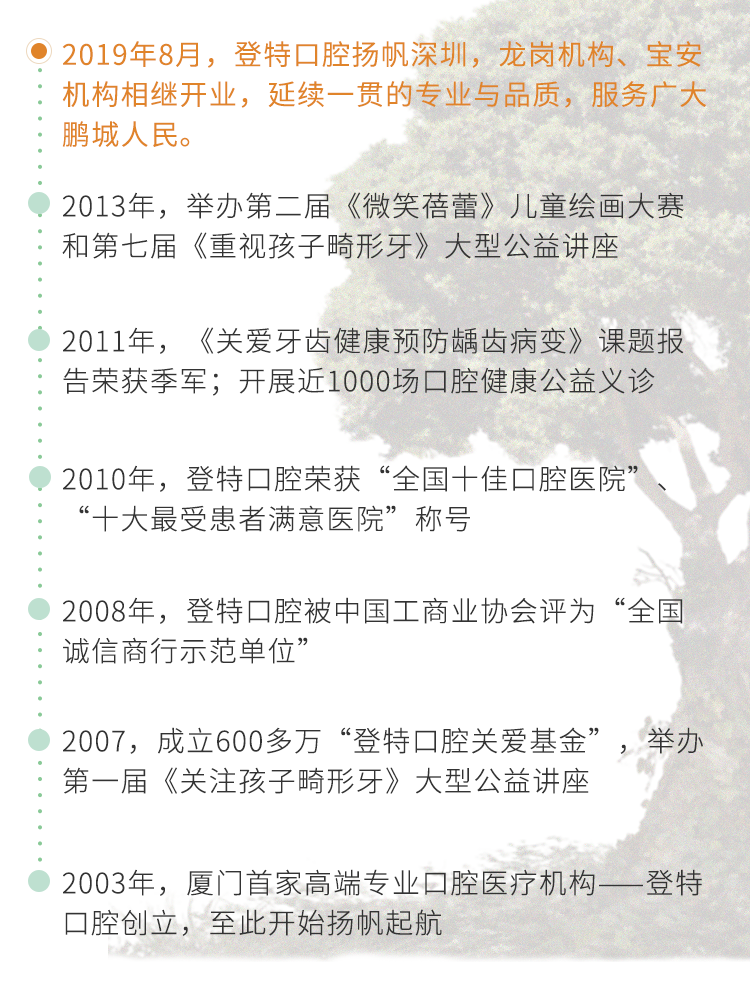 2019年8月，登特口腔扬帆深圳，龙岗机构、宝安
机构相继开业，延续一贯的专业与品质，服务广大
鹏城人民。
2013年，举办第二届《微笑蓓蕾》儿童绘画大赛
和第七届《重视孩子畸形牙》大型公益讲座
2011年，《关爱牙齿健康预防龋齿病变》课题报
告荣获季军；开展近1000场口腔健康公益义诊
2010年，登特口腔荣获“全国十佳口腔医院”、
“十大最受患者满意医院”称号
2008年，登特口腔被中国工商业协会评为“全国
诚信商行示范单位”
2007，成立600多万“登特口腔关爱基金”，举办
第一届《关注孩子畸形牙》大型公益讲座
2003年，厦门首家高端专业口腔医疗机构——登特
口腔创立，至此开始扬帆起航